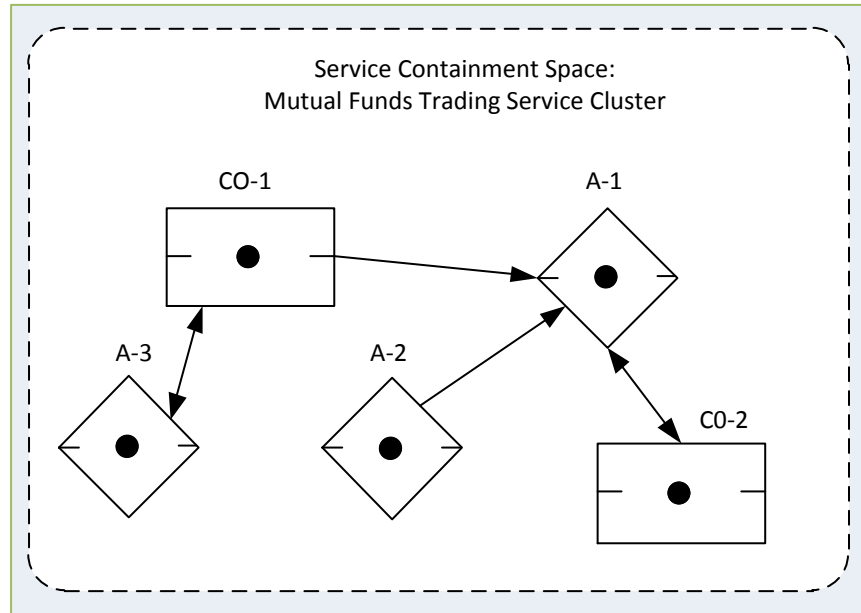 Service Containment Space:
Mutual Funds Trading Service Cluster
CO-1
A-1
A-3
A-2
C0-2